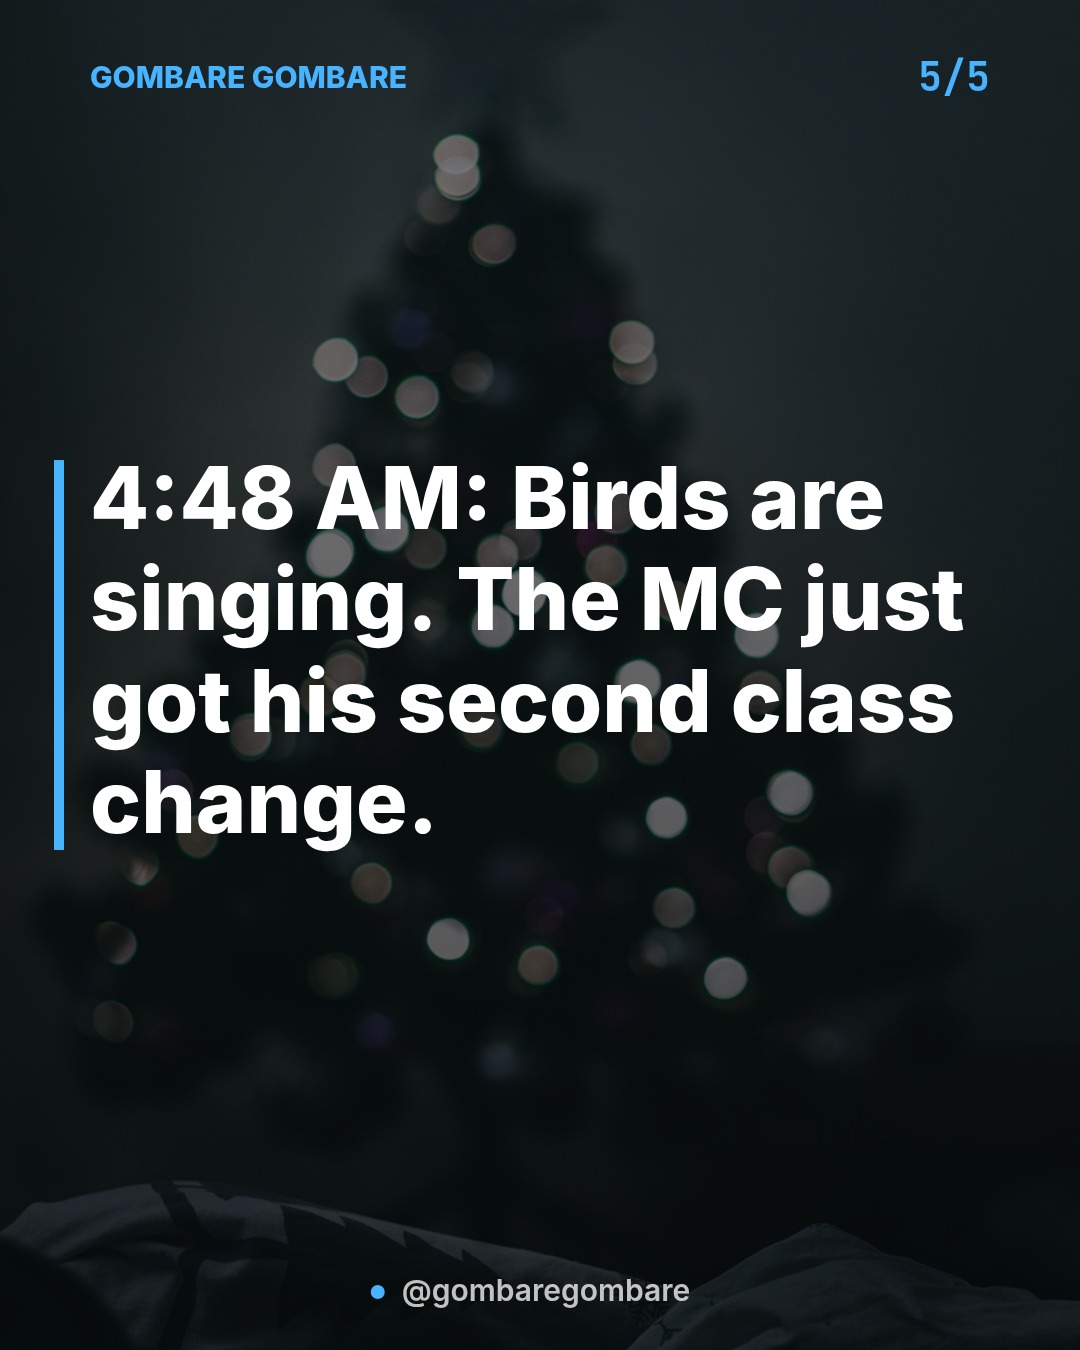 GOMBARE GOMBARE
5/5
4:48 AM: Birds are
singing. The MC just
got his second class
change.
@gombaregombare